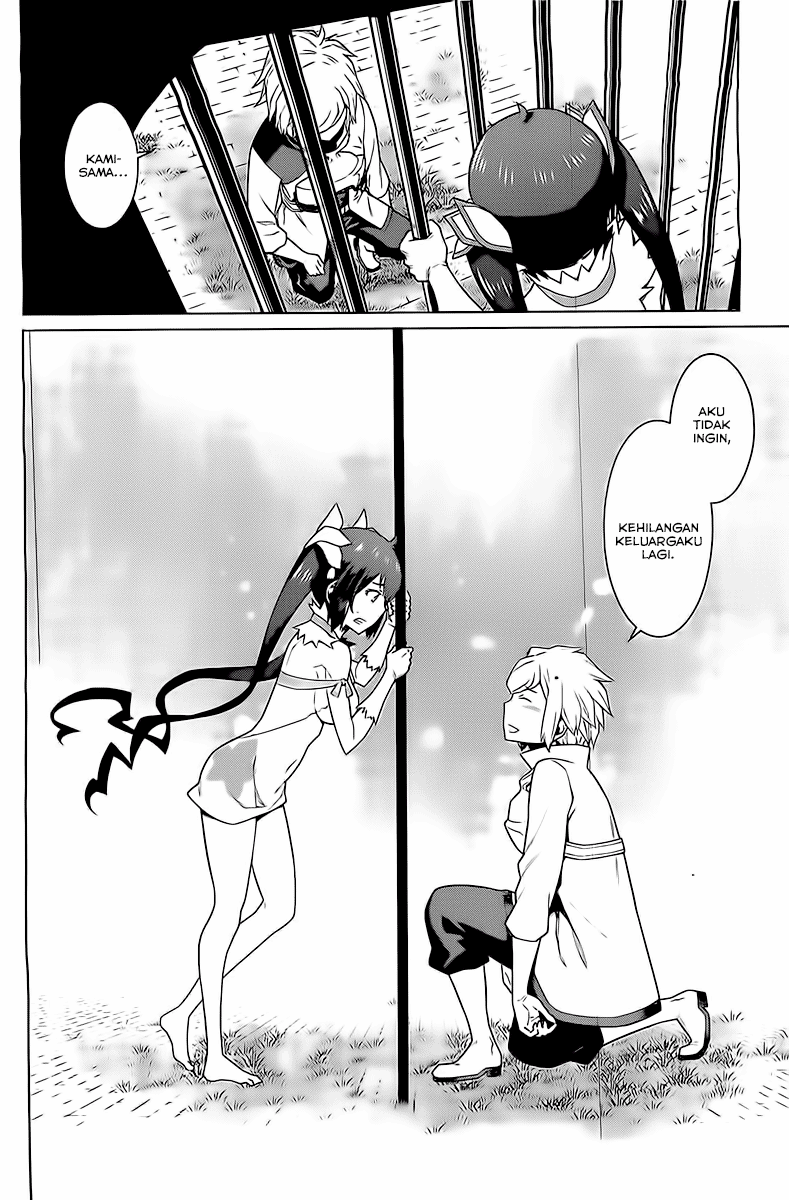 KAMI-
SAMA...
AKU
TIDAK
INGIN,
KEHILANGAN
KELUARGAKU
LAGI.